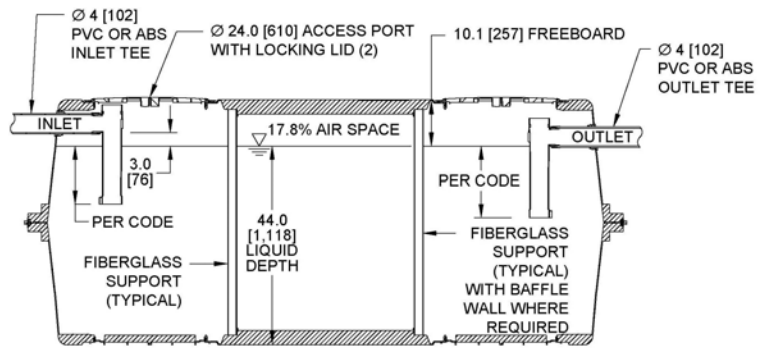 Ø 4 [102]
PVC OR ABS
INLET TEE
Ø 24.0 [610] ACCESS PORT
WITH LOCKING LID (2)
10.1 [257] FREEBOARD
Ø 4 [102]
PVC OR ABS
OUTLET TEE
INLET
17.8% AIR SPACE
OUTLET
3.0
[76]
PER CODE
PER CODE
44.0
[1,118]
LIQUID
DEPTH
FIBERGLASS
SUPPORT
(TYPICAL)
FIBERGLASS
SUPPORT
(TYPICAL)
WITH BAFFLE
WALL WHERE
REQUIRED